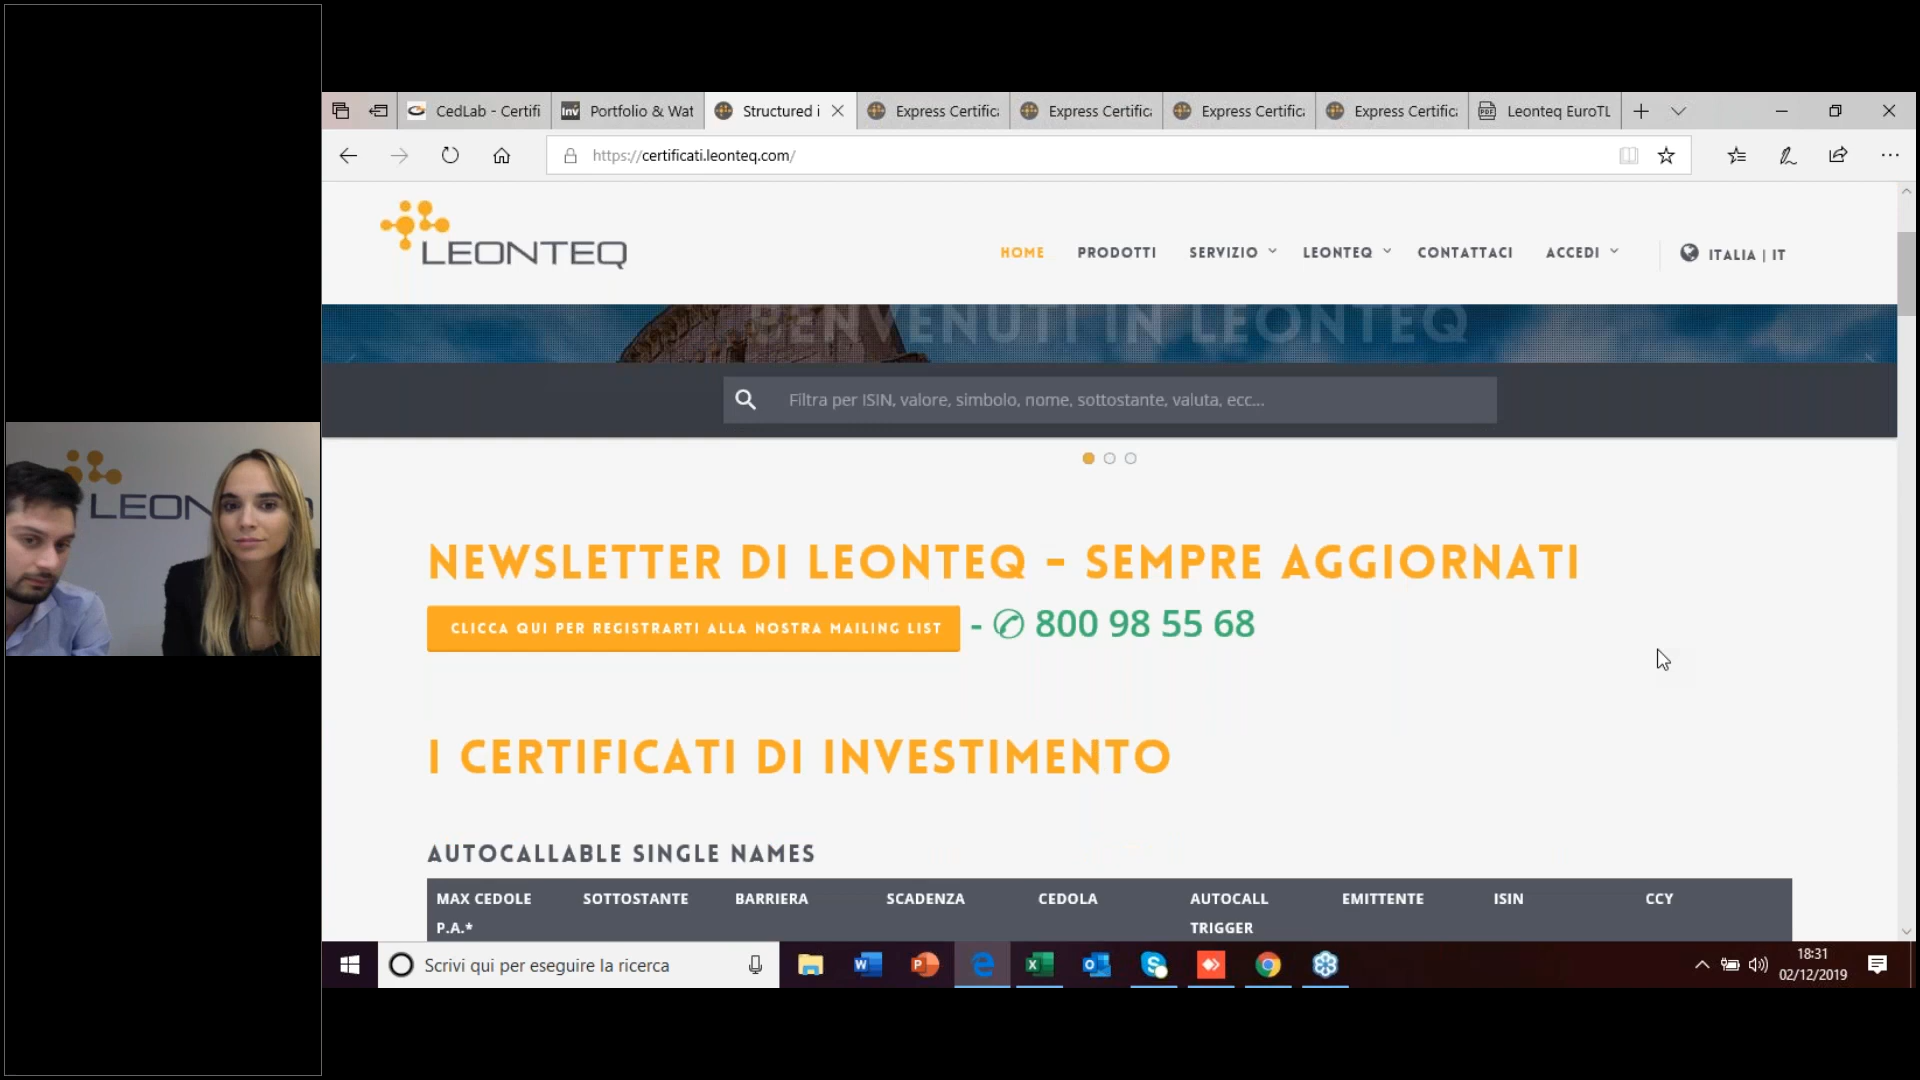 CedLab - Certifi
Portfolio & Wat
Structured i
Express Certific
Express Certific
Express Certific
Express Certific
Leonteq EuroTL
https://certificati.leonteq.com/
LEONTEQ
HOME
PRODOTTI
SERVIZIO
LEONTEQ
CONTATTACI
ACCEDI
ITALIA | IT
BENVENUTI IN LEONTEQ
Filtra per ISIN, valore, simbolo, nome, sottostante, valuta, ecc...
LEON
NEWSLETTER DI LEONTEQ - SEMPRE AGGIORNATI
CLICCA QUI PER REGISTRARTI ALLA NOSTRA MAILING LIST - 800 98 55 68
I CERTIFICATI DI INVESTIMENTO
AUTOCALLABLE SINGLE NAMES
MAX CEDOLE P.A.*
SOTTOSTANTE
BARRIERA
SCADENZA
CEDOLA
AUTOCALL TRIGGER
EMITTENTE
ISIN
CCY
Scrivi qui per eseguire la ricerca
18:31
02/12/2019